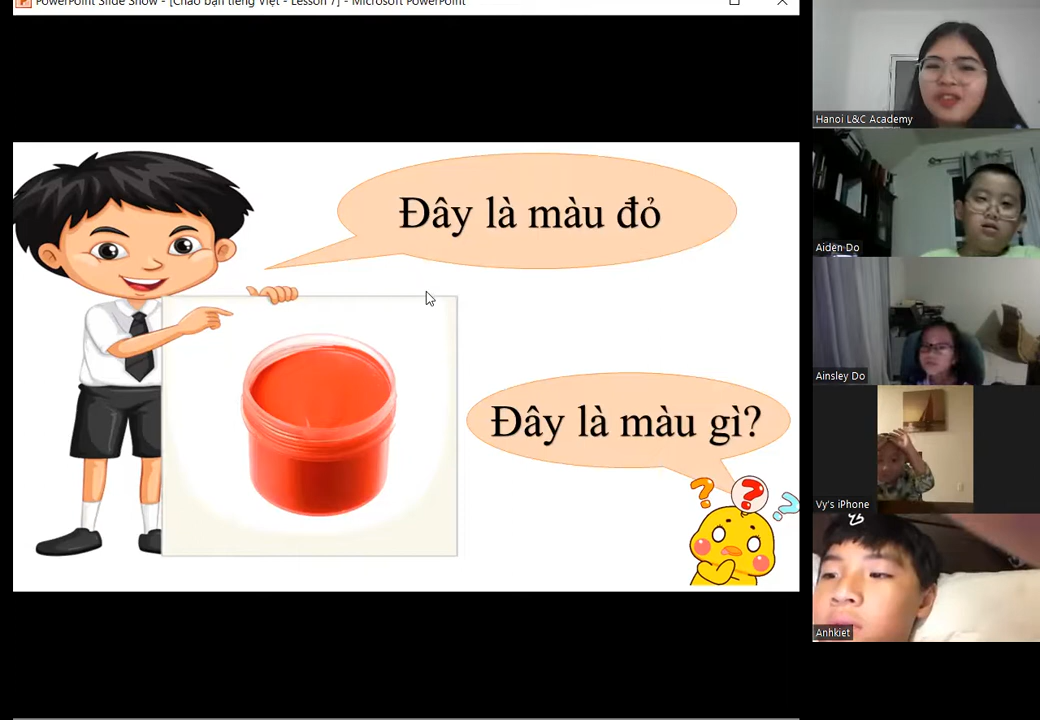 PowerPoint Slide Show - [Chào bạn tiếng Việt - Lesson 7] - Microsoft PowerPoint
Hanoi L&C Academy
Đây là màu đỏ
Aiden Do
Ainsley Do
Đây là màu gì?
? ? ?
Vy's iPhone
Anhkiet